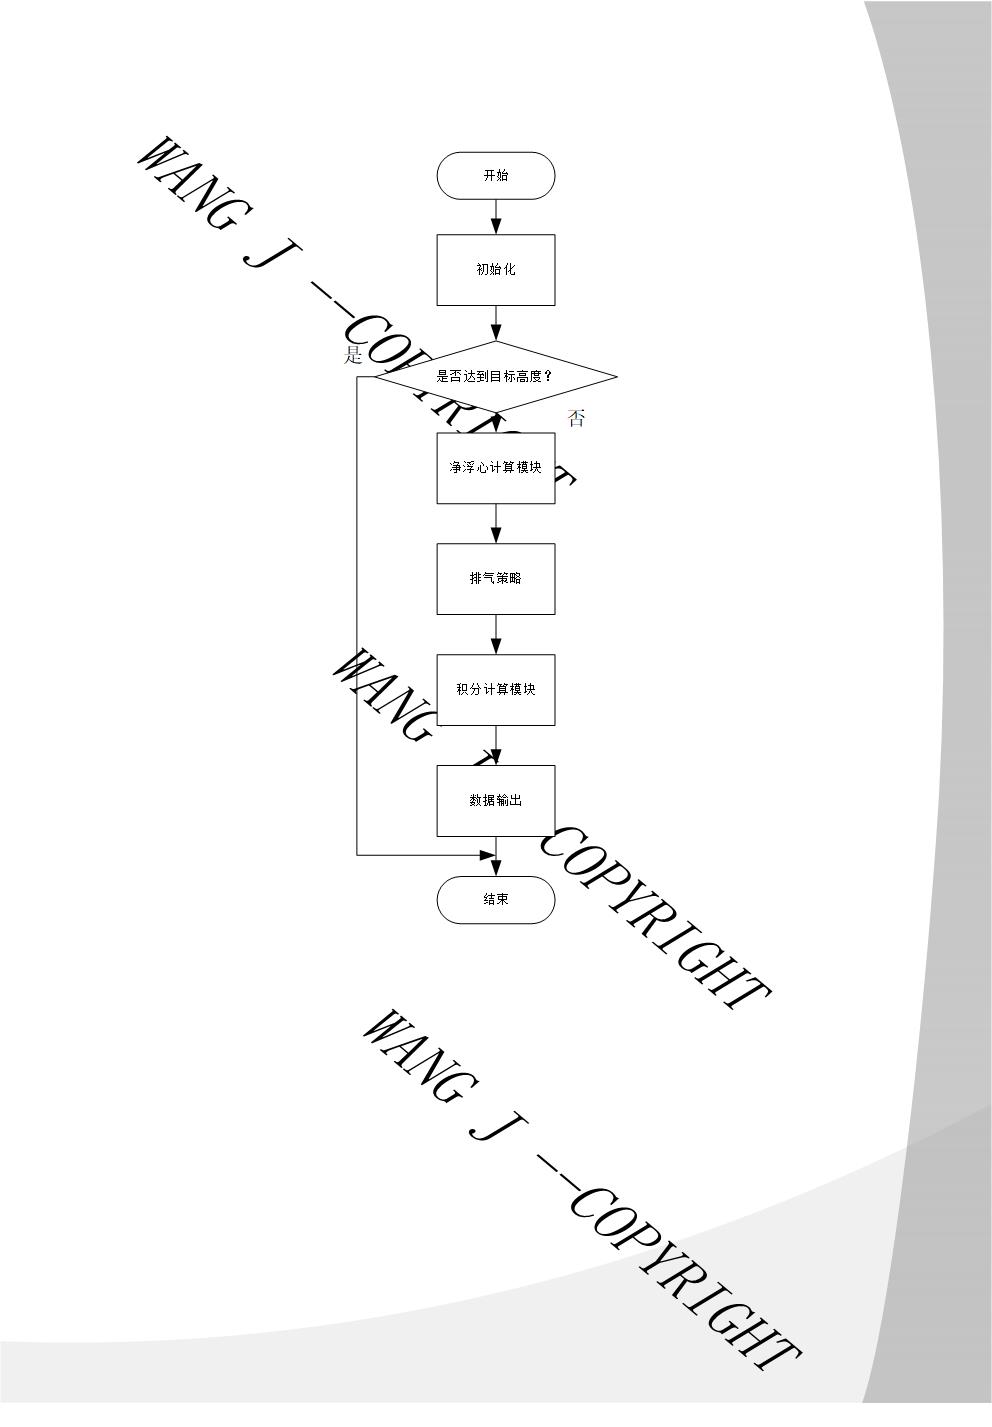 WANG J --COPYRIGHT
开始
初始化
是
是否达到目标高度?
否
净浮心计算模块
排气策略
WANG J
COPYRIGHT
积分计算模块
数据输出
结束
WANG J --COPYRIGHT